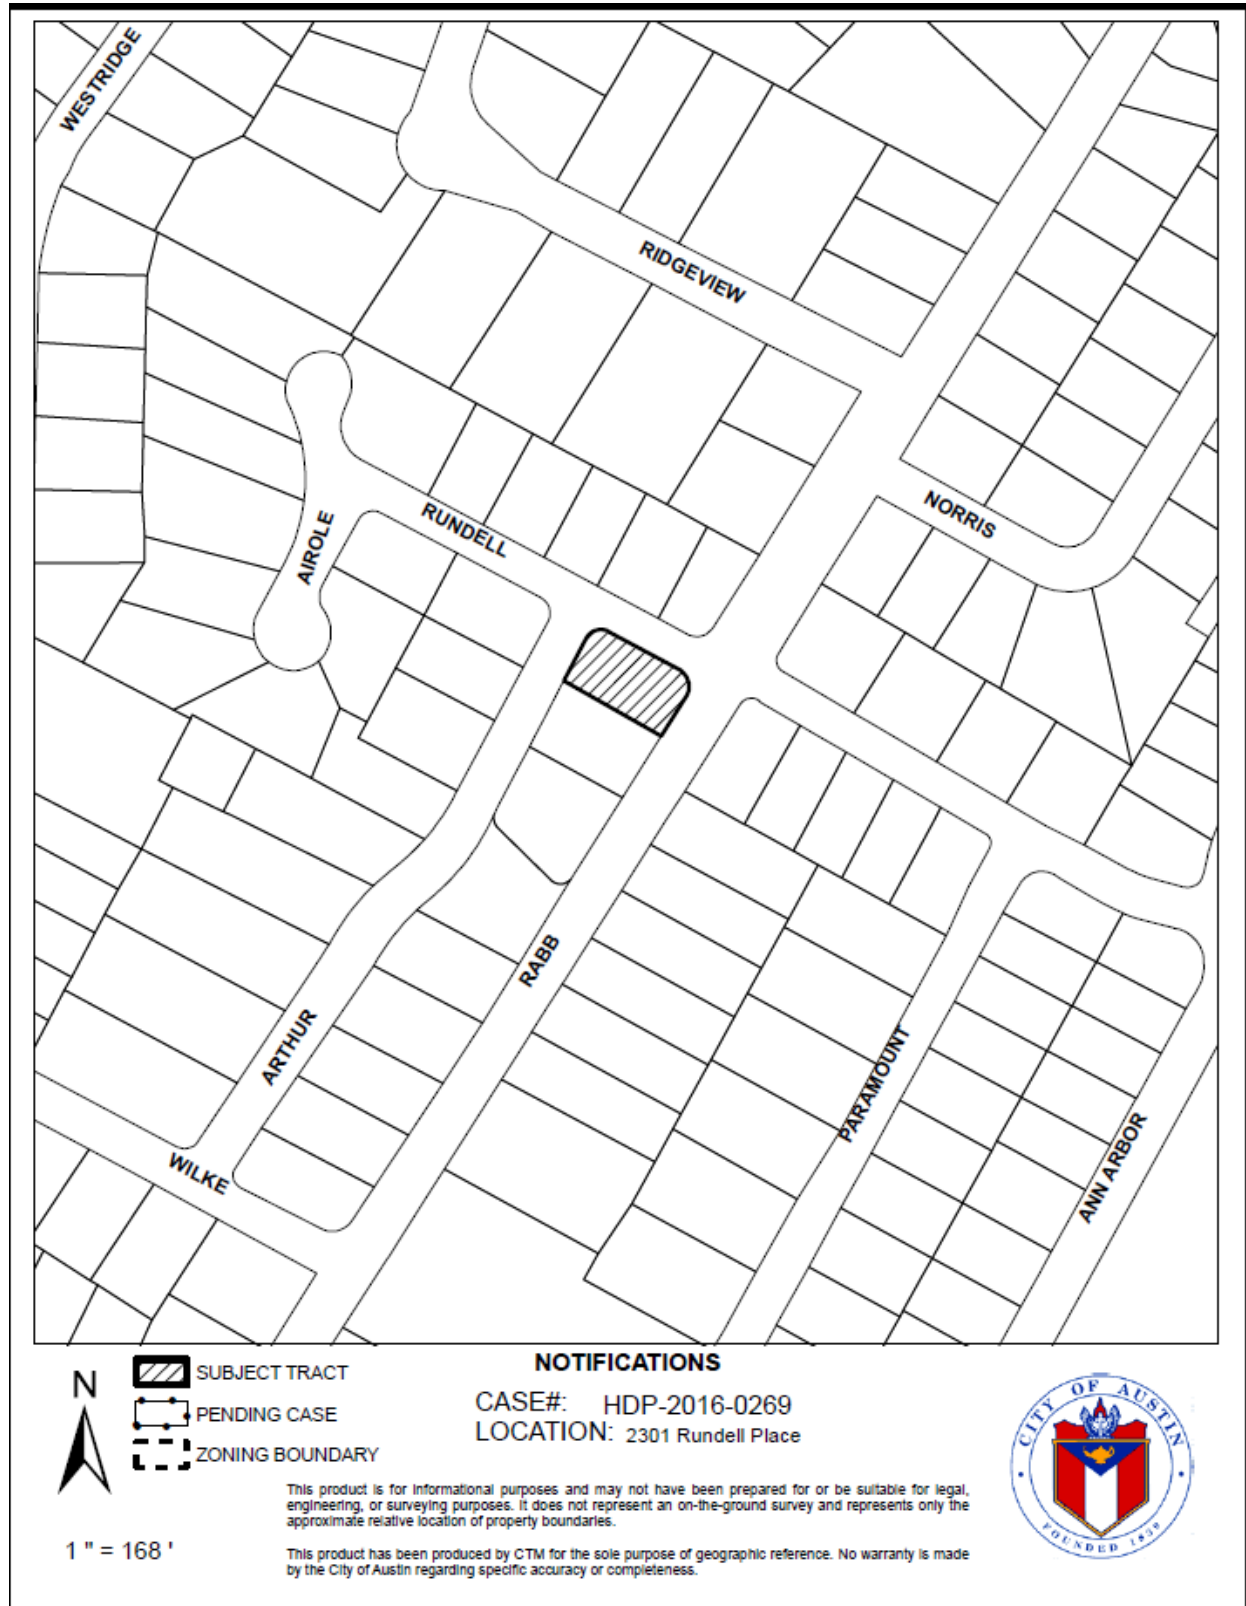 WESTRIDGE
RIDGEVIEW
NORRIS
RUNDELL
AIROLE
RABB
ARTHUR
PARAMOUNT
ANN ARBOR
WILKE
N
SUBJECT TRACT
PENDING CASE
ZONING BOUNDARY
1 " = 168 '
NOTIFICATIONS
CASE#: HDP-2016-0269
LOCATION: 2301 Rundell Place
This product is for informational purposes and may not have been prepared for or be suitable for legal,
engineering, or surveying purposes. It does not represent an on-the-ground survey and represents only the
approximate relative location of property boundaries.
This product has been produced by CTM for the sole purpose of geographic reference. No warranty is made
by the City of Austin regarding specific accuracy or completeness.
CITY OF AUSTIN
FOUNDED 1839